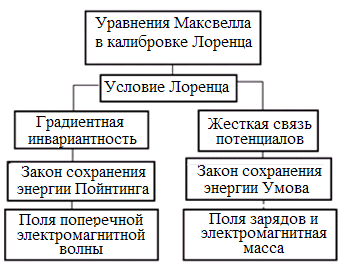 Уравнения Максвелла
в калибровке Лоренца
Условие Лоренца
Градиентная
инвариантность
Жесткая связь
потенциалов
Закон сохранения
энергии Пойнтинга
Закон сохранения
энергии Умова
Поля поперечной
электромагнитной
волны
Поля зарядов и
электромагнитная
масса